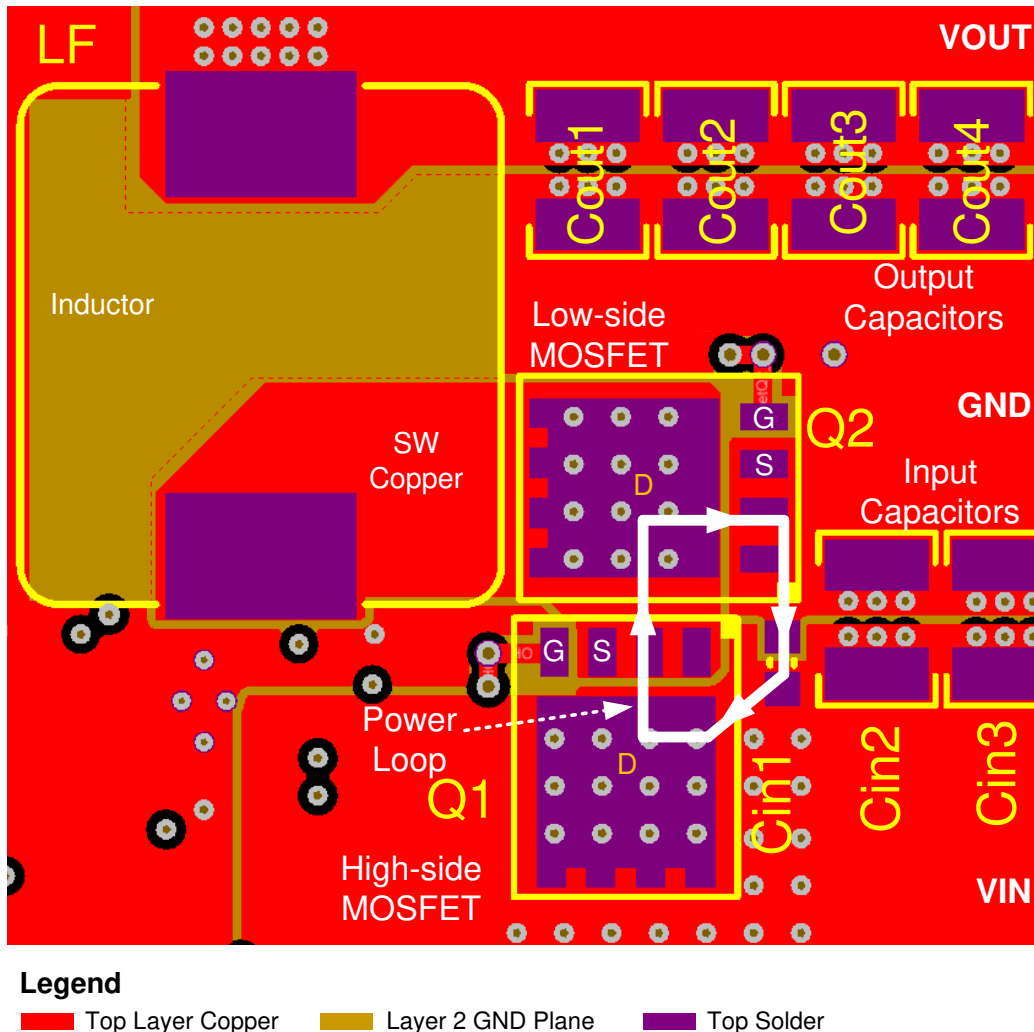 LF
VOUT
Cout1
Cout2
Cout3
Cout4
Inductor
Output
Capacitors
Low-side
MOSFET
GND
G
Q2
S
SW
Copper
D
Input
Capacitors
G
S
Power
Loop
D
Q1
Cin1
Cin2
Cin3
High-side
MOSFET
VIN
Legend
Top Layer Copper
Layer 2 GND Plane
Top Solder